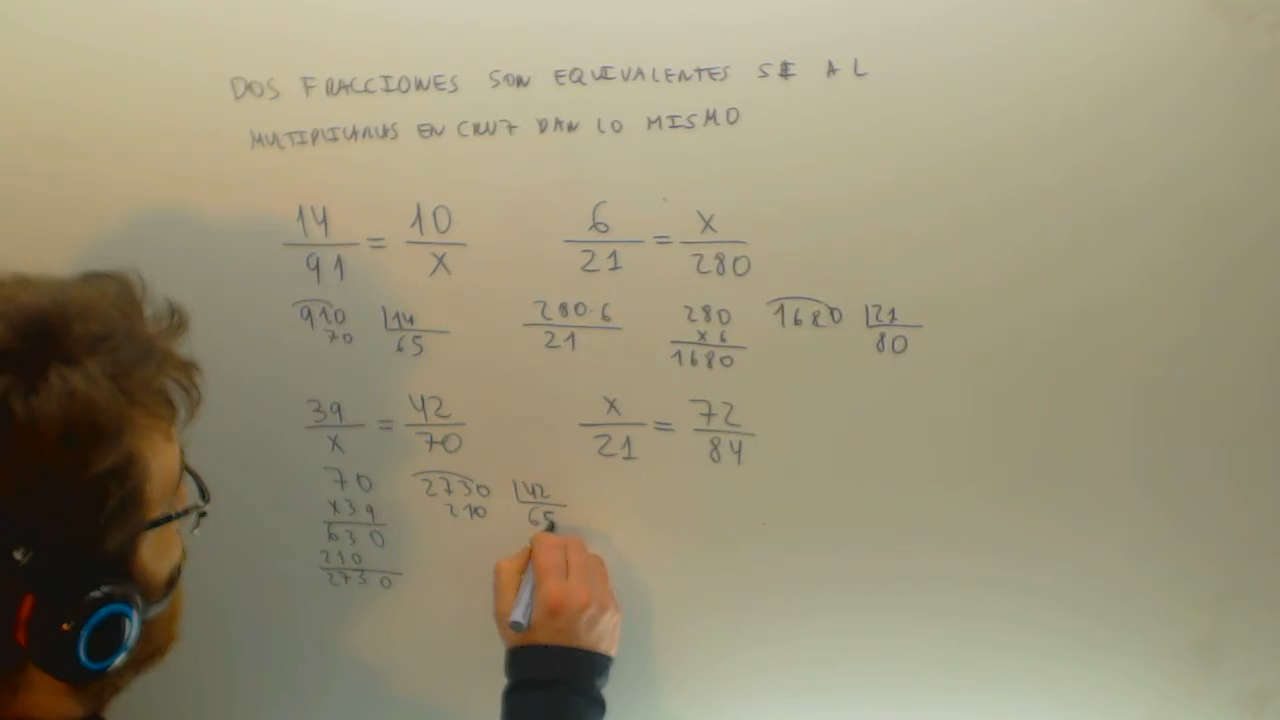 DOS FRACCIONES SON EQUIVALENTES SI AL
MULTIPLICARLAS EN CRUZ DAN LO MISMO
14/91 = 10/X
6/21 = X/280
910 |14
70 65
280·6/21
280
x6
1680
1680 |21
80
39/X = 42/70
X/21 = 72/84
70
x39
630
210
2730
2730 |42
210 65